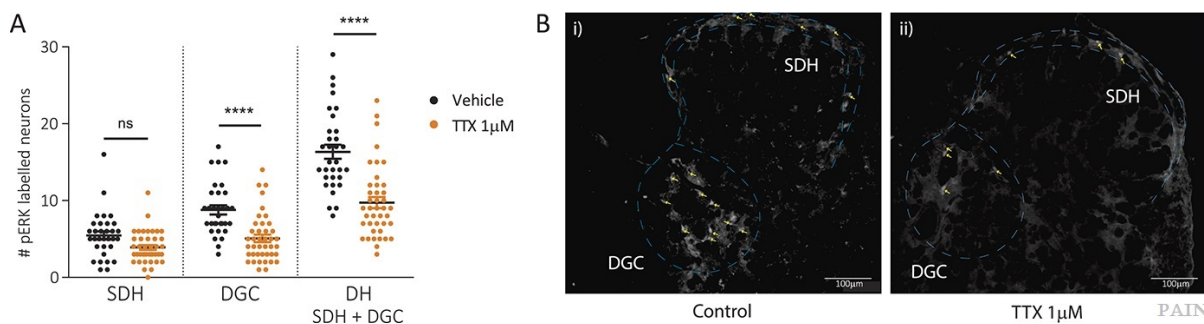 A
B
# pERK labelled neurons
30
20
10
0
ns
****
****
Vehicle
TTX 1μM
SDH
DGC
DH
SDH + DGC
i)
SDH
DGC
100μm
Control
ii)
SDH
DGC
100μm
TTX 1μM
PAIN